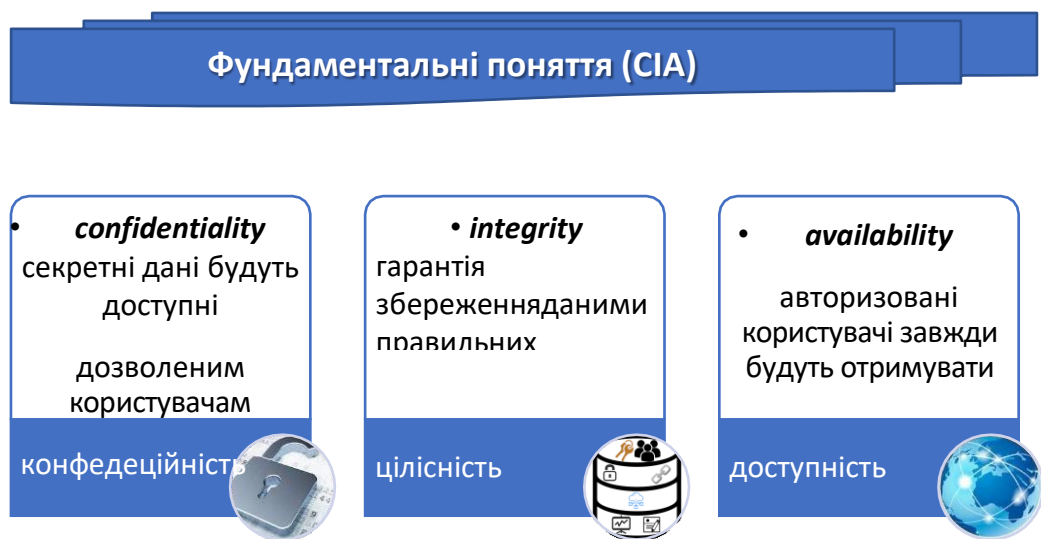 Фундаментальні поняття (CIA)
• confidentiality
секретні дані будуть
доступні
дозволеним
користувачам
конфедеційність
• integrity
гарантія
збереженняданими
правильних
цілісність
• availability
авторизовані
користувачі завжди
будуть отримувати
доступність